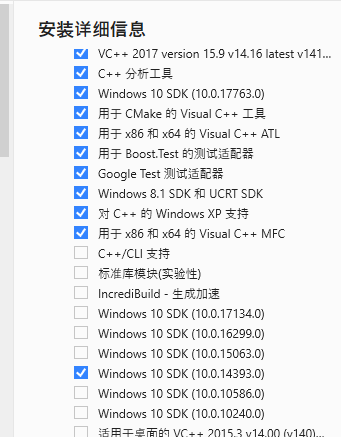 安装详细信息
VC++ 2017 version 15.9 v14.16 latest v141...
C++ 分析工具
Windows 10 SDK (10.0.17763.0)
用于 CMake 的 Visual C++ 工具
用于 x86 和 x64 的 Visual C++ ATL
用于 Boost.Test 的测试适配器
Google Test 测试适配器
Windows 8.1 SDK 和 UCRT SDK
对 C++ 的 Windows XP 支持
用于 x86 和 x64 的 Visual C++ MFC
C++/CLI 支持
标准库模块(实验性)
IncrediBuild - 生成加速
Windows 10 SDK (10.0.17134.0)
Windows 10 SDK (10.0.16299.0)
Windows 10 SDK (10.0.15063.0)
Windows 10 SDK (10.0.14393.0)
Windows 10 SDK (10.0.10586.0)
Windows 10 SDK (10.0.10240.0)
适用于桌面的 VC++ 2015.3 v14.00 (v140)...